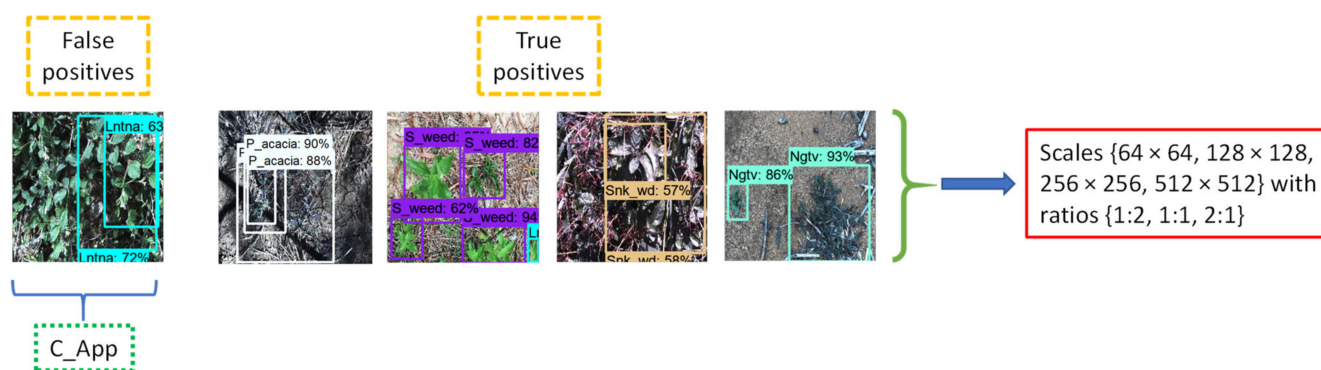 False
positives
True
positives
Lntna: 63
Lntna: 72%
P_acacia: 90%
P_acacia: 88%
S_weed:
S_weed: 82
S_weed: 62%
S_weed: 94
Snk_wd: 57%
Snk_wd: 58%
Ngtv: 93%
Ngtv: 86%
Scales {64 × 64, 128 × 128,
256 × 256, 512 × 512} with
ratios {1:2, 1:1, 2:1}
C_App